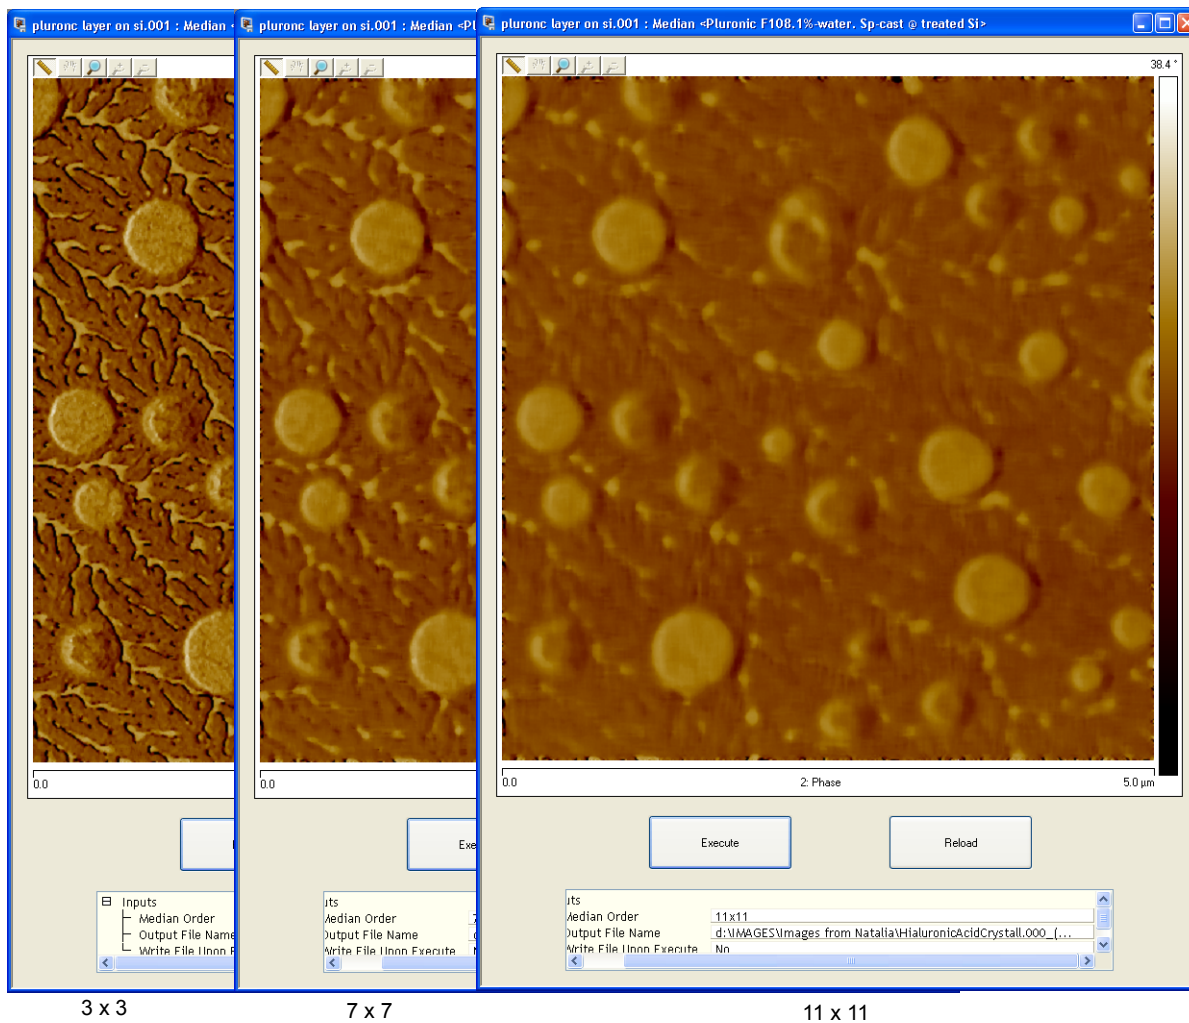 pluronc layer on si.001 : Median <
pluronc layer on si.001 : Median <Pl
pluronc layer on si.001 : Median <Pluronic F108.1%-water. Sp-cast @ treated Si>
38.4 °
0.0
0.0
0.0
2: Phase
5.0 µm
Exe
Execute
Reload
Inputs
Median Order
Output File Name
Write File Upon E
uts
Median Order
Output File Name
Write File Upon Execute
uts
Median Order
11x11
Output File Name
d:\IMAGES\Images from Natalia\HialuronicAcidCrystall.000_(...
Write File Upon Execute
No
3 x 3
7 x 7
11 x 11